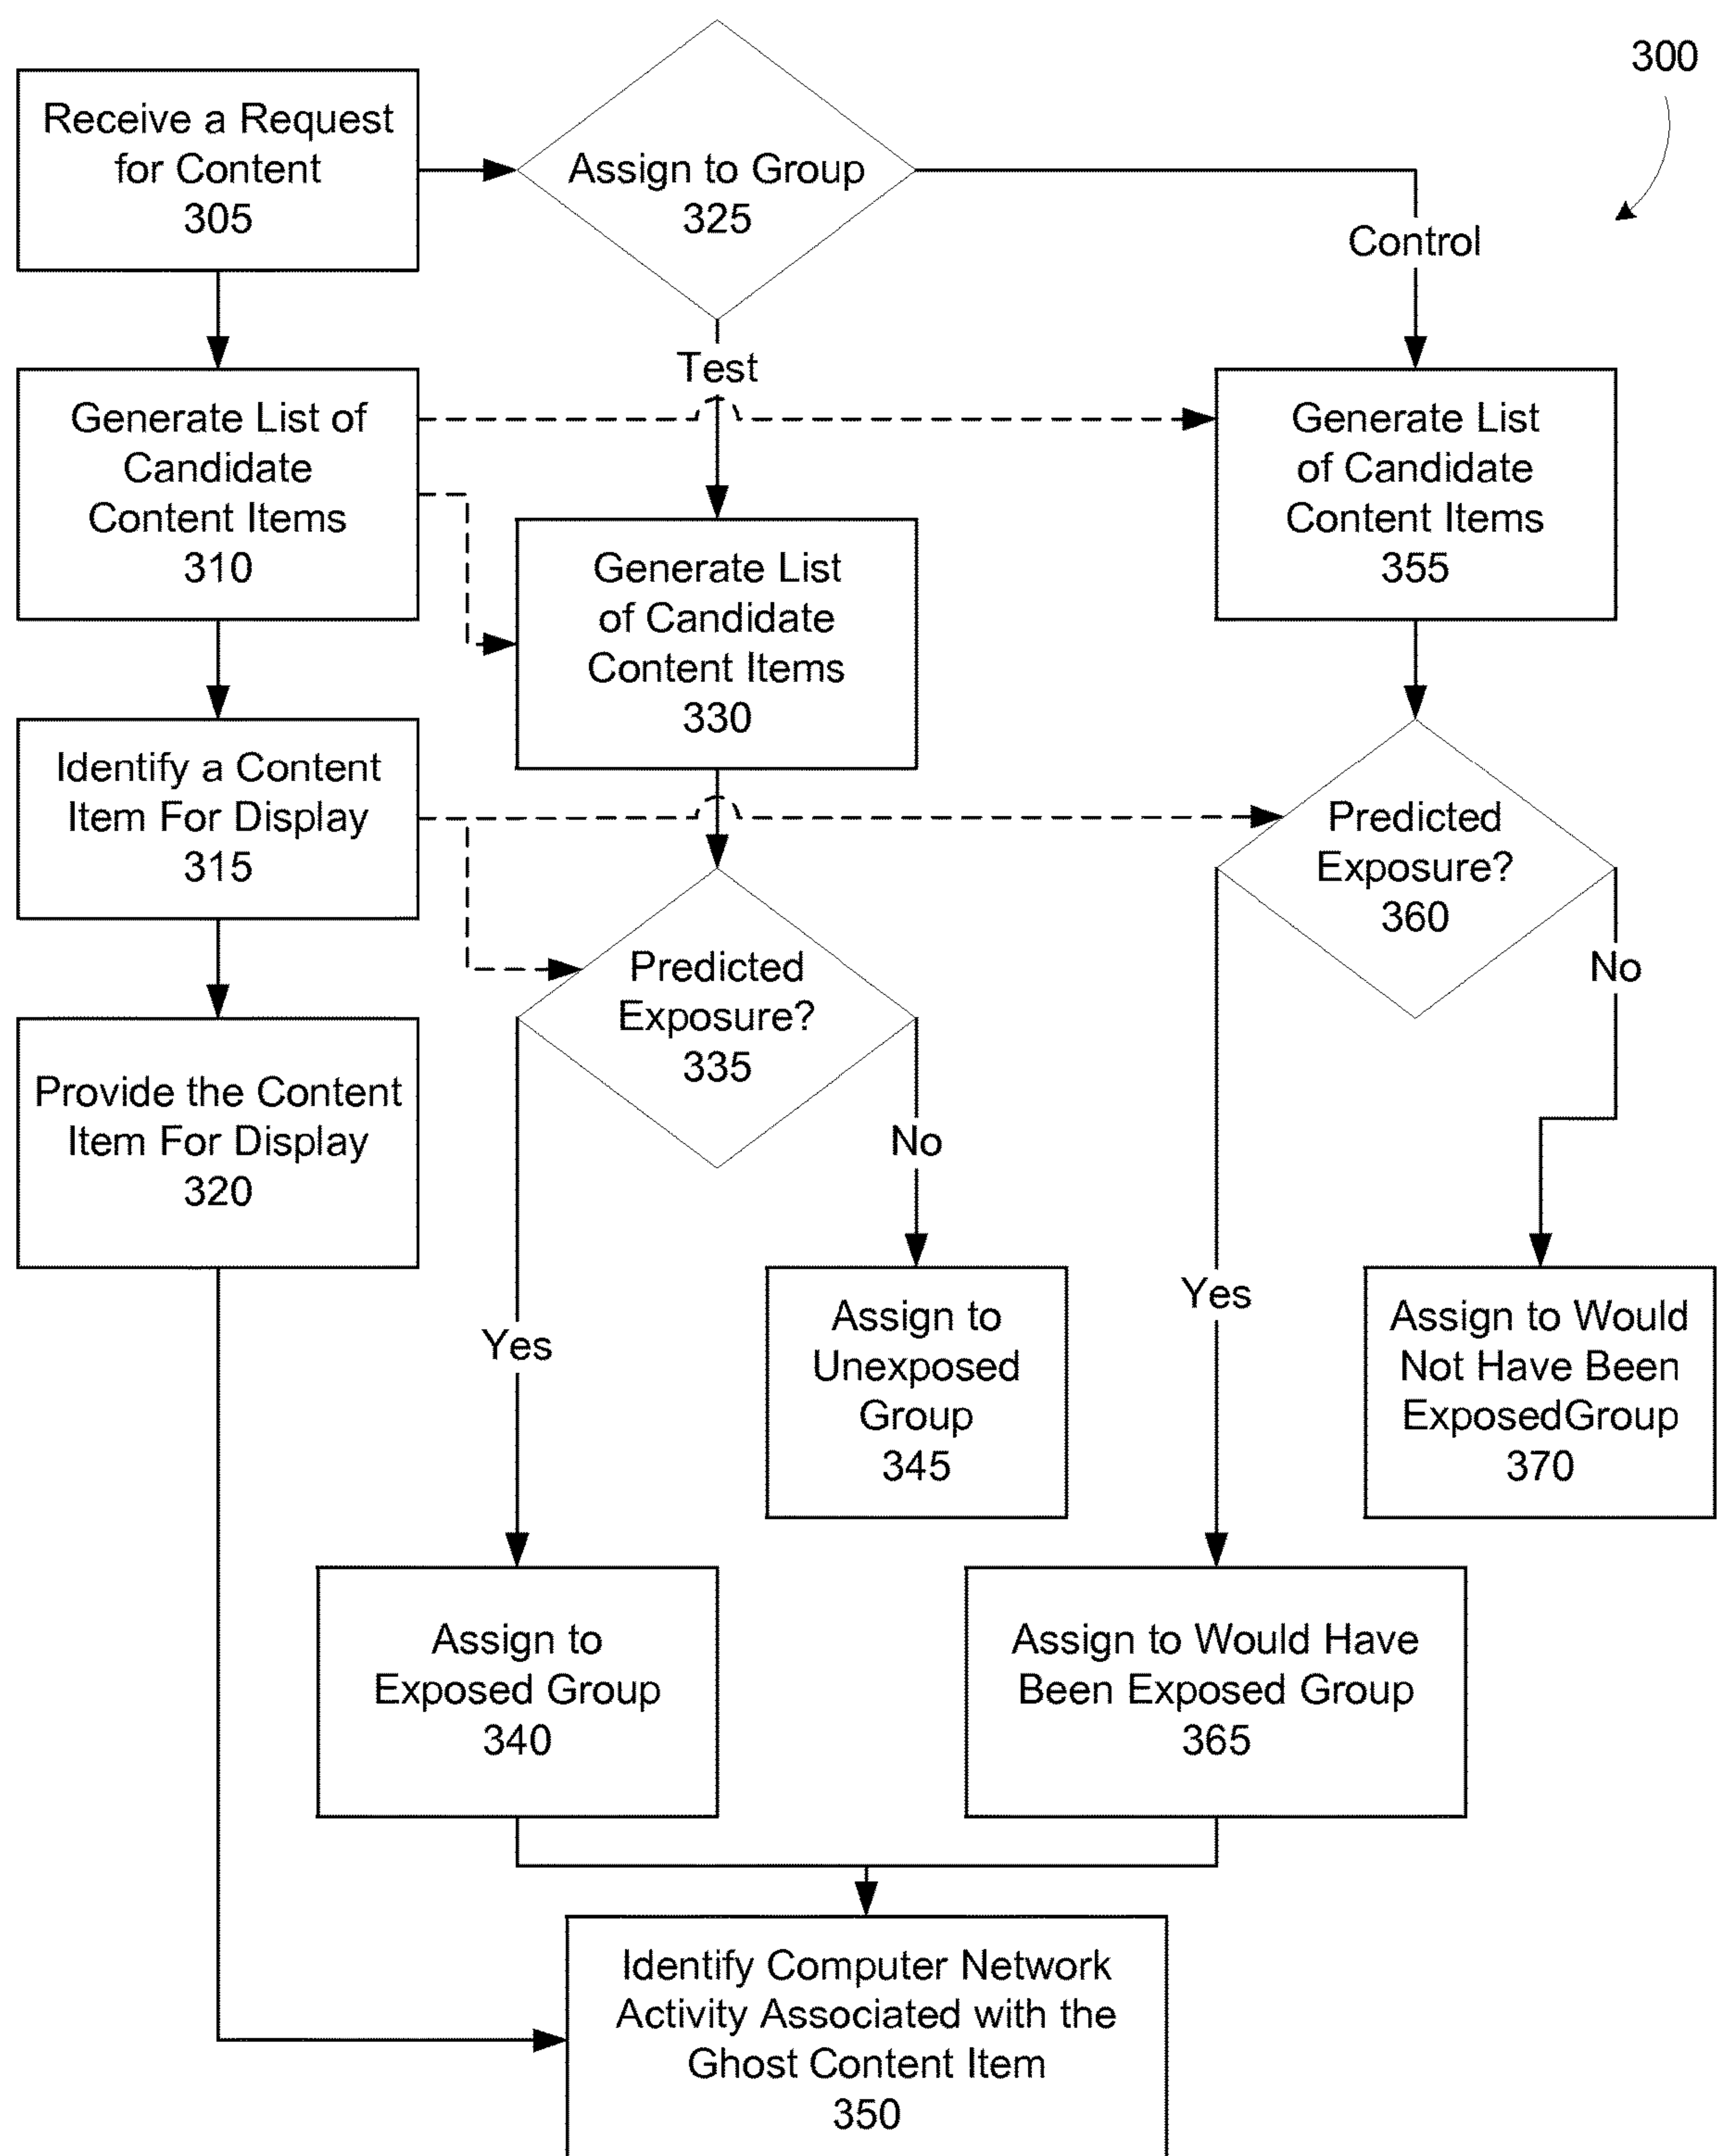 300
Receive a Request
for Content
305
Assign to Group
325
Control
Test
Generate List of
Candidate
Content Items
310
Generate List
of Candidate
Content Items
355
Generate List
of Candidate
Content Items
330
Identify a Content
Item For Display
315
Predicted
Exposure?
360
No
Predicted
Exposure?
335
Provide the Content
Item For Display
320
No
Yes
Yes
Assign to
Unexposed
Group
345
Assign to Would
Not Have Been
ExposedGroup
370
Assign to
Exposed Group
340
Assign to Would Have
Been Exposed Group
365
Identify Computer Network
Activity Associated with the
Ghost Content Item
350